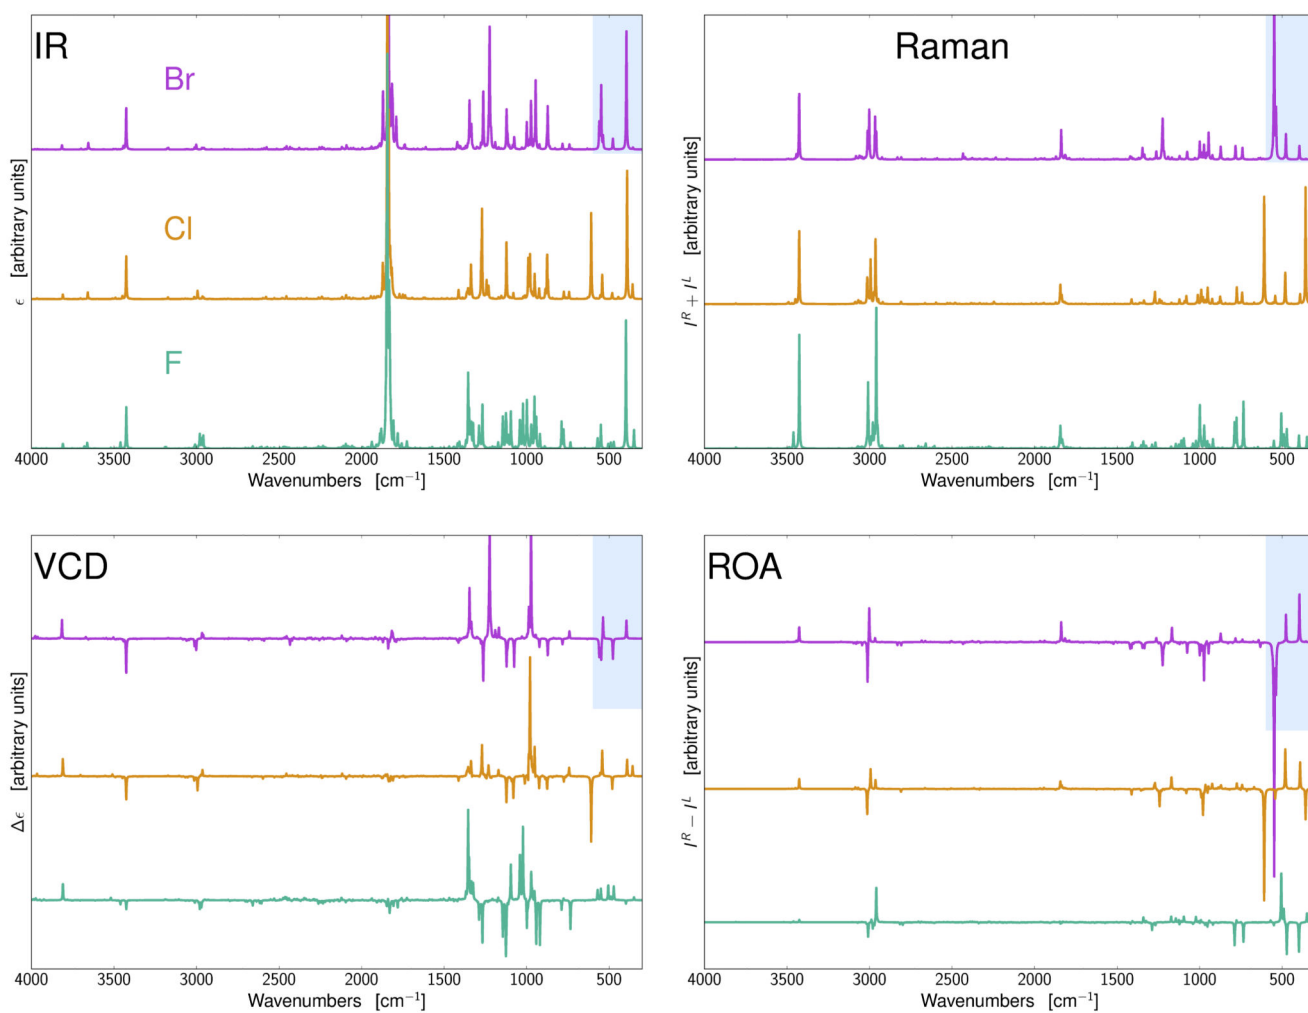 IR
Br
Cl
F
ϵ [arbitrary units]
4000 3500 3000 2500 2000 1500 1000 500
Wavenumbers [cm⁻¹]
Raman
I^R + I^L [arbitrary units]
4000 3500 3000 2500 2000 1500 1000 500
Wavenumbers [cm⁻¹]
VCD
Δϵ [arbitrary units]
4000 3500 3000 2500 2000 1500 1000 500
Wavenumbers [cm⁻¹]
ROA
I^R − I^L [arbitrary units]
4000 3500 3000 2500 2000 1500 1000 500
Wavenumbers [cm⁻¹]